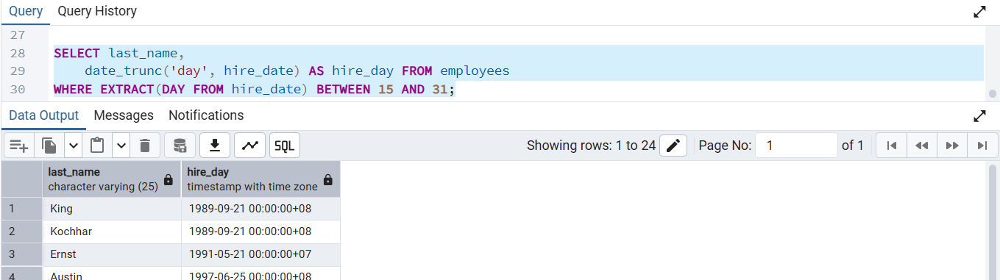 Query Query History
27
28 SELECT last_name,
29 date_trunc('day', hire_date) AS hire_day FROM employees
30 WHERE EXTRACT(DAY FROM hire_date) BETWEEN 15 AND 31;
Data Output Messages Notifications
SQL Showing rows: 1 to 24 Page No: 1 of 1
last_name hire_day
character varying (25) timestamp with time zone
1 King 1989-09-21 00:00:00+08
2 Kochhar 1989-09-21 00:00:00+08
3 Ernst 1991-05-21 00:00:00+07
4 Austin 1997-06-25 00:00:00+08